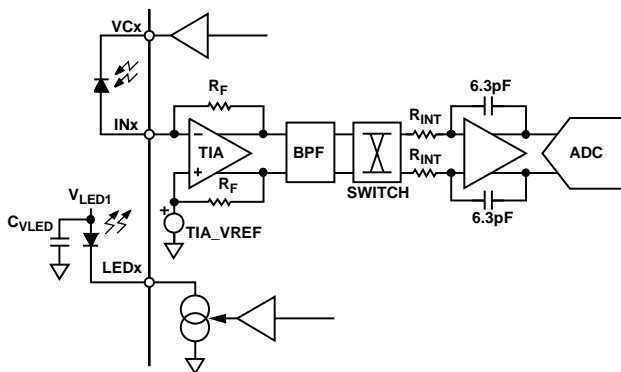 VCx
INx
RF
TIA
RF
TIA_VREF
BPF
SWITCH
RINT
RINT
6.3pF
6.3pF
ADC
VLED1
CVLED
LEDx